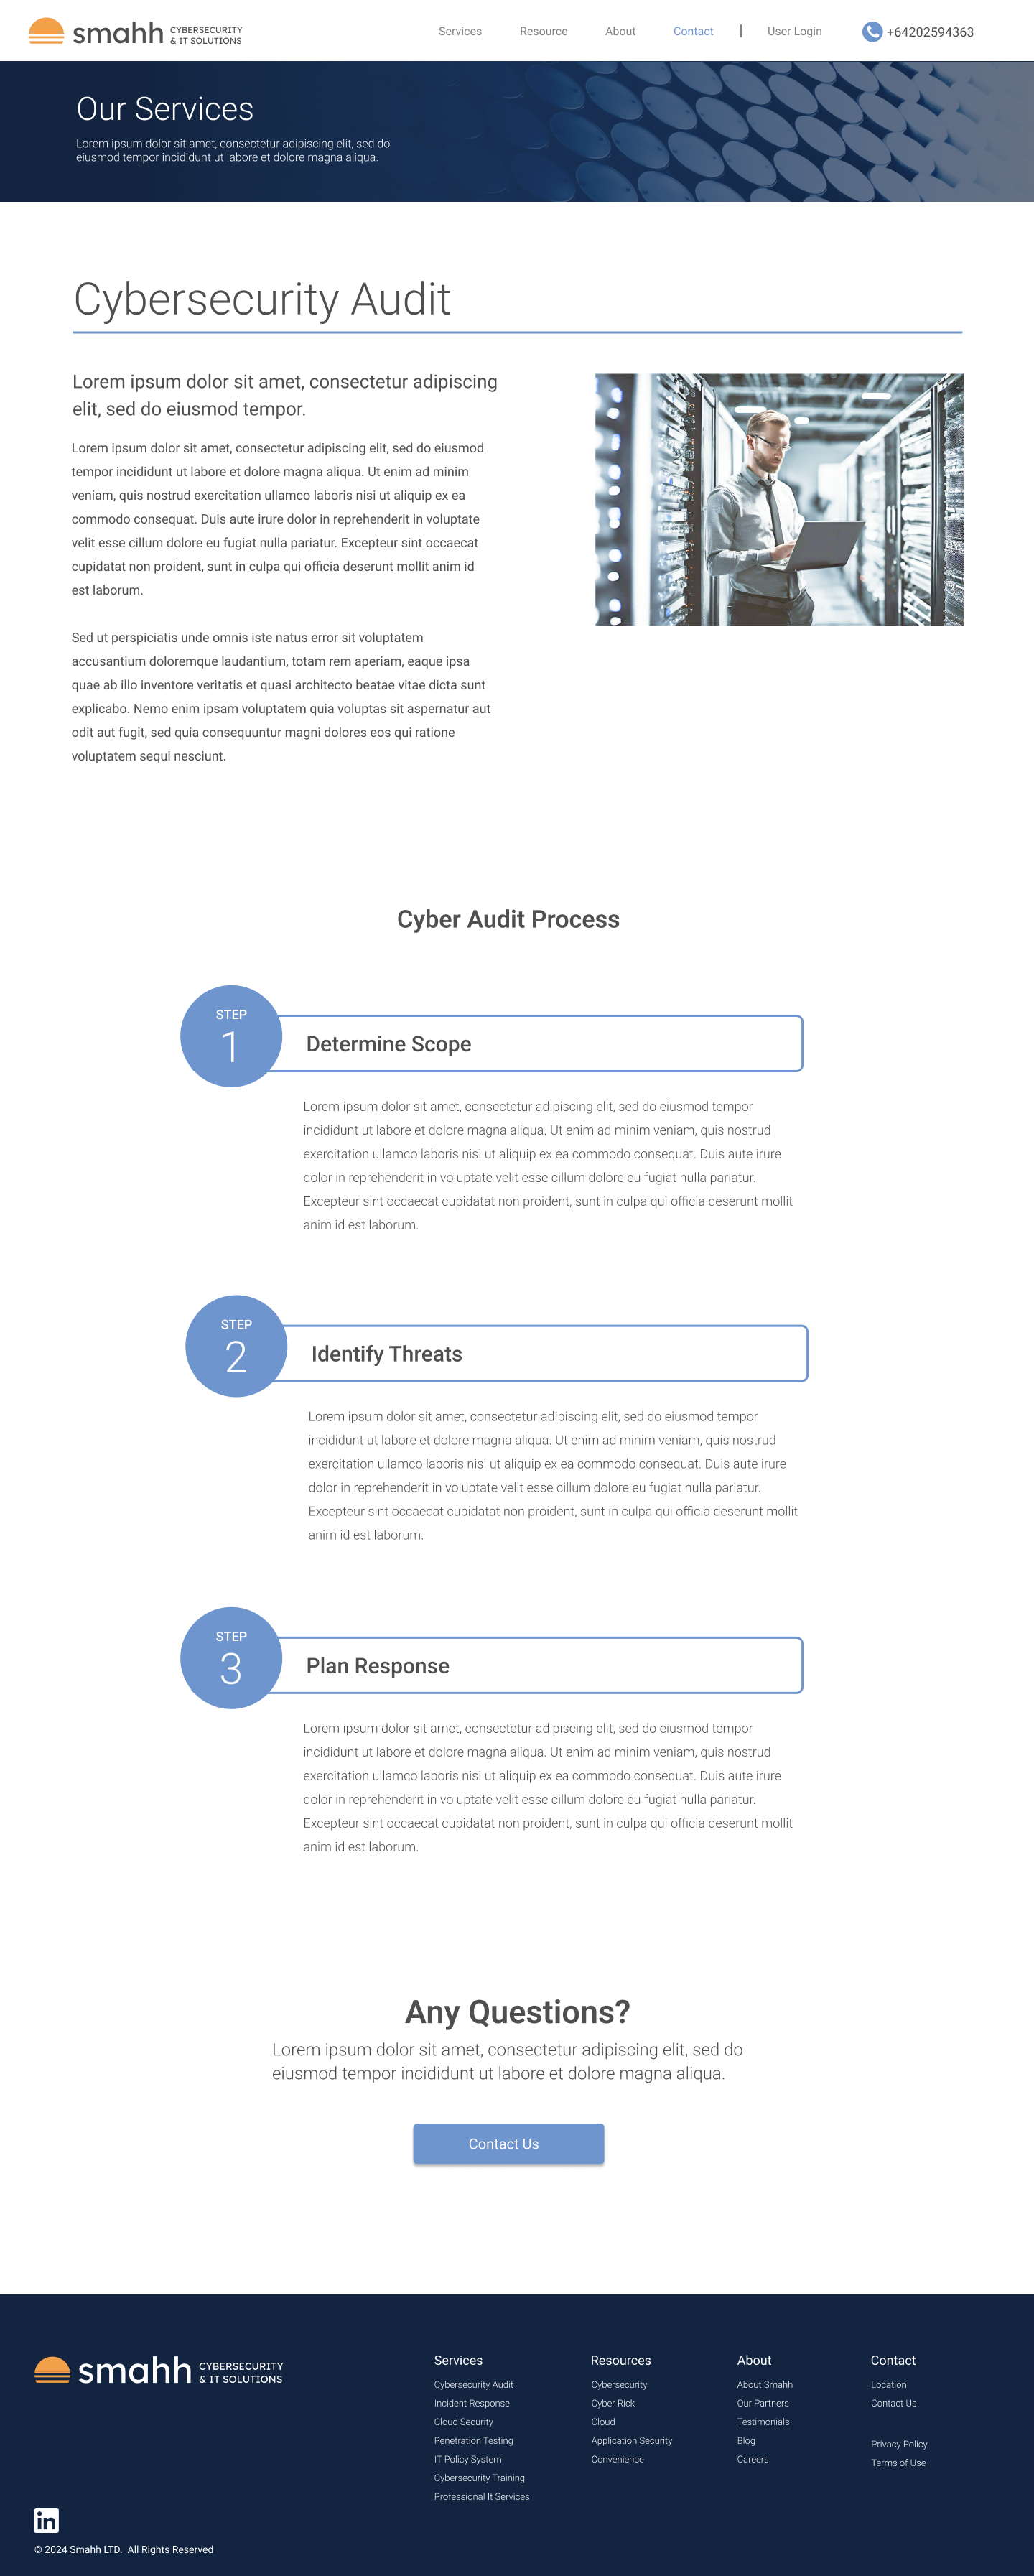 smahh CYBERSECURITY
& IT SOLUTIONS
Services Resource About Contact | User Login +64202594363
Our Services
Lorem ipsum dolor sit amet, consectetur adipiscing elit, sed do
eiusmod tempor incididunt ut labore et dolore magna aliqua.
Cybersecurity Audit
Lorem ipsum dolor sit amet, consectetur adipiscing
elit, sed do eiusmod tempor.
Lorem ipsum dolor sit amet, consectetur adipiscing elit, sed do eiusmod
tempor incididunt ut labore et dolore magna aliqua. Ut enim ad minim
veniam, quis nostrud exercitation ullamco laboris nisi ut aliquip ex ea
commodo consequat. Duis aute irure dolor in reprehenderit in voluptate
velit esse cillum dolore eu fugiat nulla pariatur. Excepteur sint occaecat
cupidatat non proident, sunt in culpa qui officia deserunt mollit anim id
est laborum.
Sed ut perspiciatis unde omnis iste natus error sit voluptatem
accusantium doloremque laudantium, totam rem aperiam, eaque ipsa
quae ab illo inventore veritatis et quasi architecto beatae vitae dicta sunt
explicabo. Nemo enim ipsam voluptatem quia voluptas sit aspernatur aut
odit aut fugit, sed quia consequuntur magni dolores eos qui ratione
voluptatem sequi nesciunt.
Cyber Audit Process
STEP
1
Determine Scope
Lorem ipsum dolor sit amet, consectetur adipiscing elit, sed do eiusmod tempor
incididunt ut labore et dolore magna aliqua. Ut enim ad minim veniam, quis nostrud
exercitation ullamco laboris nisi ut aliquip ex ea commodo consequat. Duis aute irure
dolor in reprehenderit in voluptate velit esse cillum dolore eu fugiat nulla pariatur.
Excepteur sint occaecat cupidatat non proident, sunt in culpa qui officia deserunt mollit
anim id est laborum.
STEP
2
Identify Threats
Lorem ipsum dolor sit amet, consectetur adipiscing elit, sed do eiusmod tempor
incididunt ut labore et dolore magna aliqua. Ut enim ad minim veniam, quis nostrud
exercitation ullamco laboris nisi ut aliquip ex ea commodo consequat. Duis aute irure
dolor in reprehenderit in voluptate velit esse cillum dolore eu fugiat nulla pariatur.
Excepteur sint occaecat cupidatat non proident, sunt in culpa qui officia deserunt mollit
anim id est laborum.
STEP
3
Plan Response
Lorem ipsum dolor sit amet, consectetur adipiscing elit, sed do eiusmod tempor
incididunt ut labore et dolore magna aliqua. Ut enim ad minim veniam, quis nostrud
exercitation ullamco laboris nisi ut aliquip ex ea commodo consequat. Duis aute irure
dolor in reprehenderit in voluptate velit esse cillum dolore eu fugiat nulla pariatur.
Excepteur sint occaecat cupidatat non proident, sunt in culpa qui officia deserunt mollit
anim id est laborum.
Any Questions?
Lorem ipsum dolor sit amet, consectetur adipiscing elit, sed do
eiusmod tempor incididunt ut labore et dolore magna aliqua.
Contact Us
smahh CYBERSECURITY
& IT SOLUTIONS
Services
Cybersecurity Audit
Incident Response
Cloud Security
Penetration Testing
IT Policy System
Cybersecurity Training
Professional It Services
Resources
Cybersecurity
Cyber Rick
Cloud
Application Security
Convenience
About
About Smahh
Our Partners
Testimonials
Blog
Careers
Contact
Location
Contact Us
Privacy Policy
Terms of Use
in
© 2024 Smahh LTD. All Rights Reserved